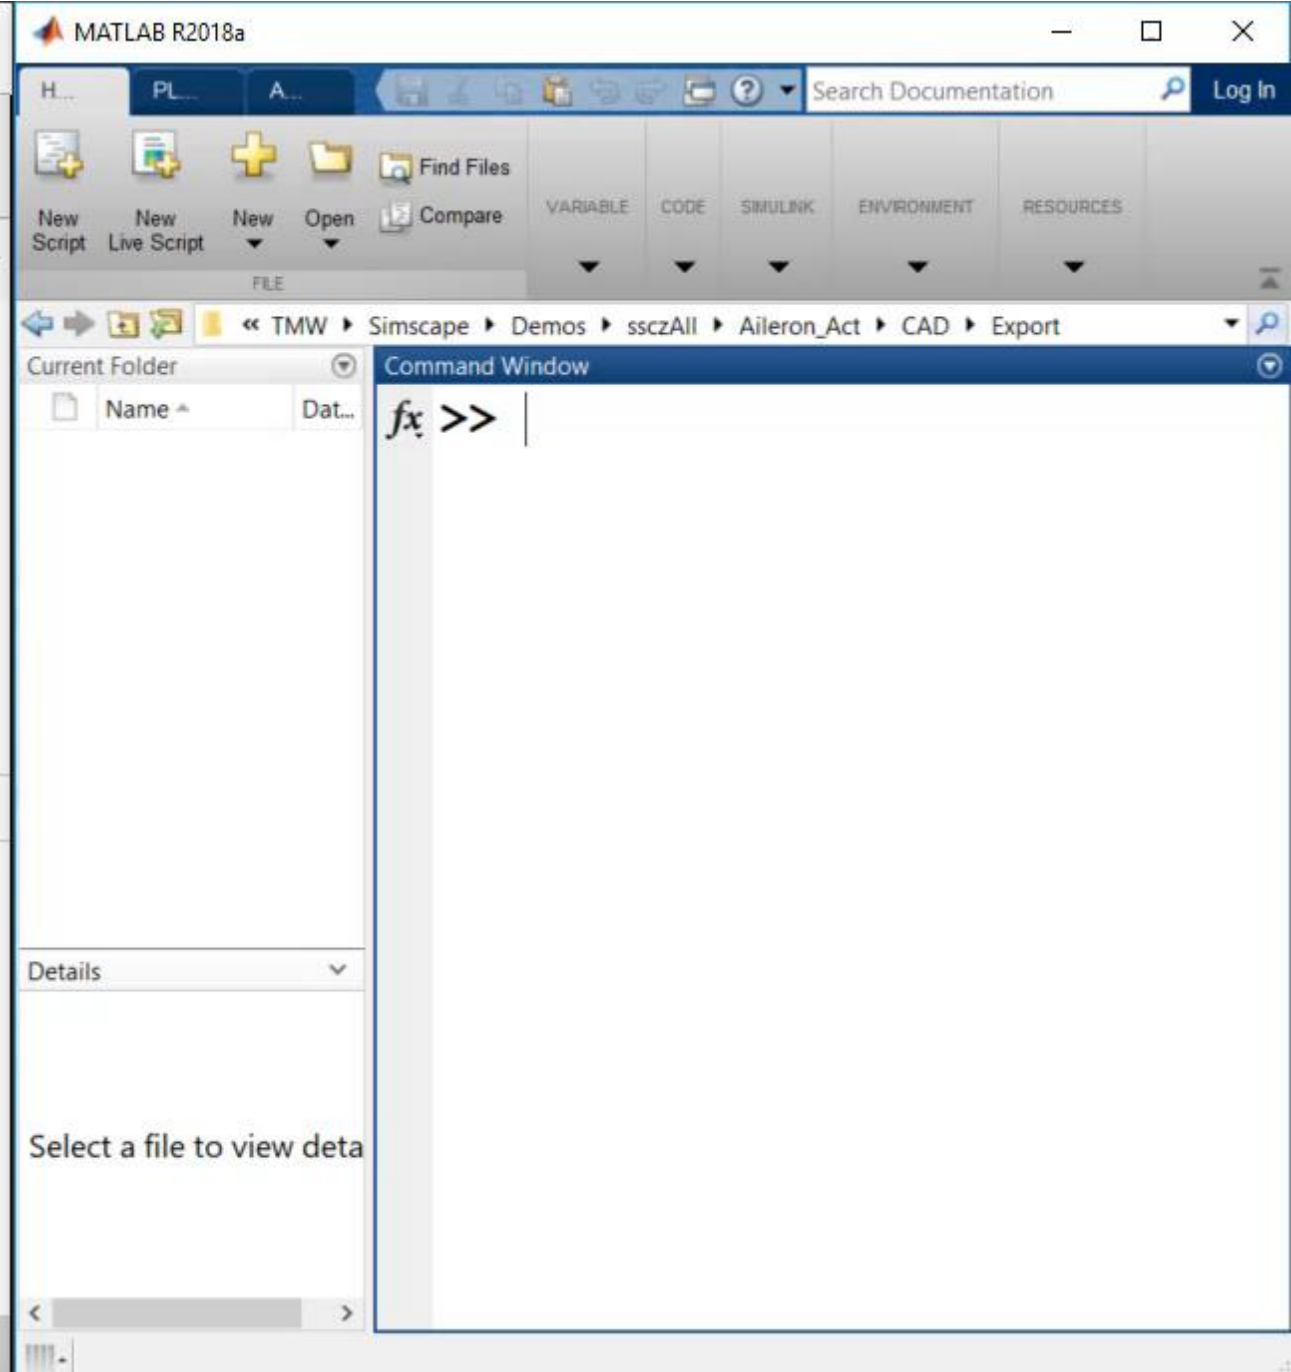 MATLAB R2018a
H... PL... A... Search Documentation Log In
New Script
New Live Script
New
Open
Find Files
Compare
VARIABLE CODE SIMULINK ENVIRONMENT RESOURCES
FILE
« TMW Simscape Demos ssczAll Aileron_Act CAD Export
Current Folder
Name Dat...
Command Window
fx >>
Details
Select a file to view deta